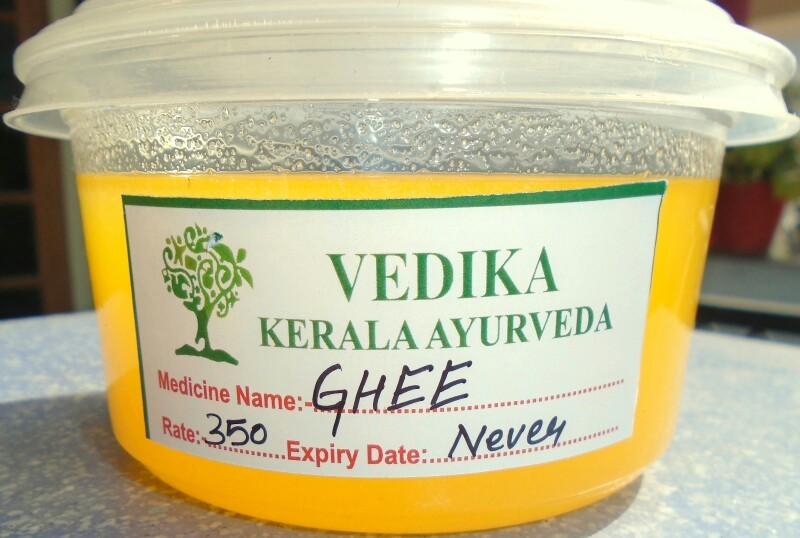 VEDIKA
KERALA AYURVEDA
Medicine Name:- GHEE
Rate: 350 Expiry Date: Never